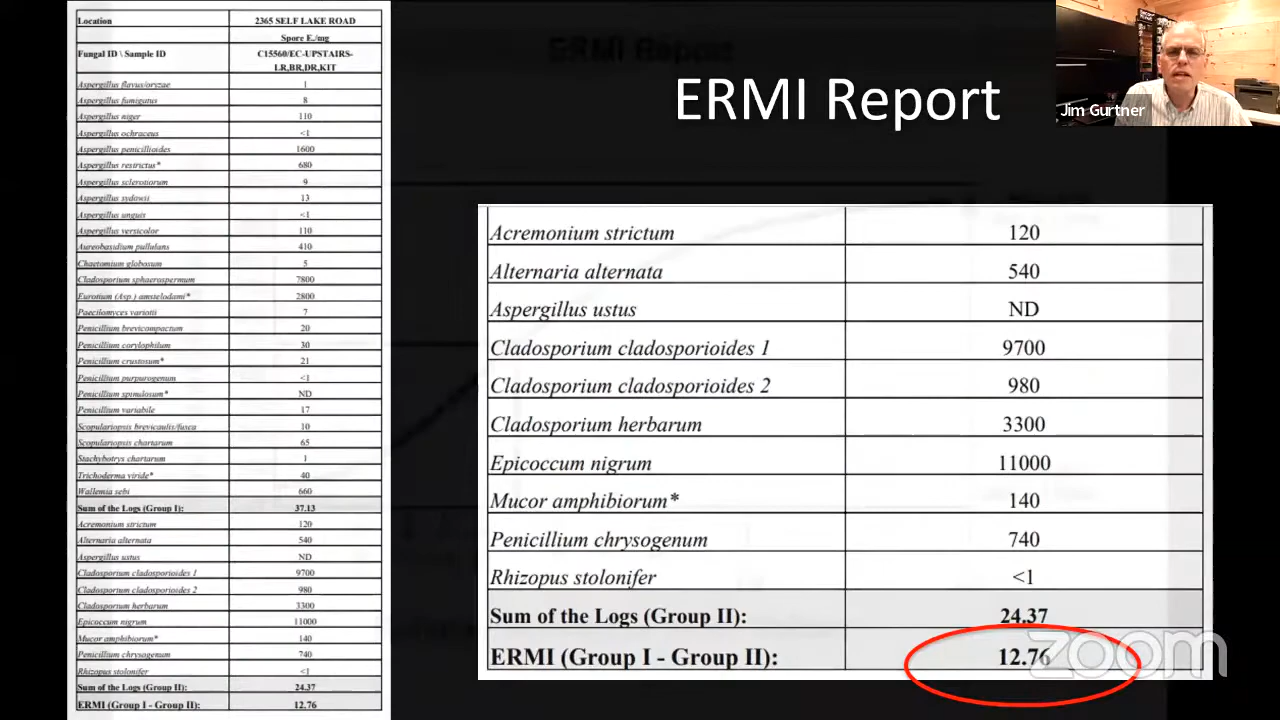 Location 2365 SELF LAKE ROAD
Spore E./mg
Fungal ID \ Sample ID C15560/EC-UPSTAIRS-
LR,BR,DR,KIT
Aspergillus flavus/oryzae 1
Aspergillus fumigatus 8
Aspergillus niger 110
Aspergillus ochraceus <1
Aspergillus penicillioides 1600
Aspergillus restrictus* 680
Aspergillus sclerotiorum 9
Aspergillus sydowii 13
Aspergillus unguis <1
Aspergillus versicolor 110
Aureobasidium pullulans 410
Chaetomium globosum 5
Cladosporium sphaerospermum 7800
Eurotium (Asp.) amstelodami* 2800
Paecilomyces variotii 7
Penicillium brevicompactum 20
Penicillium corylophilum 30
Penicillium crustosum* 21
Penicillium purpurogenum <1
Penicillium spinulosum* ND
Penicillium variabile 17
Scopulariopsis brevicaulis/fusca 10
Scopulariopsis chartarum 65
Stachybotrys chartarum 1
Trichoderma viride* 40
Wallemia sebi 660
Sum of the Logs (Group I): 37.13
Acremonium strictum 120
Alternaria alternata 540
Aspergillus ustus ND
Cladosporium cladosporioides 1 9700
Cladosporium cladosporioides 2 980
Cladosporium herbarum 3300
Epicoccum nigrum 11000
Mucor amphibiorum* 140
Penicillium chrysogenum 740
Rhizopus stolonifer <1
Sum of the Logs (Group II): 24.37
ERMI (Group I - Group II): 12.76
ERMI Report
Jim Gurtner
Acremonium strictum 120
Alternaria alternata 540
Aspergillus ustus ND
Cladosporium cladosporioides 1 9700
Cladosporium cladosporioides 2 980
Cladosporium herbarum 3300
Epicoccum nigrum 11000
Mucor amphibiorum* 140
Penicillium chrysogenum 740
Rhizopus stolonifer <1
Sum of the Logs (Group II): 24.37
ERMI (Group I - Group II): 12.76
zoom